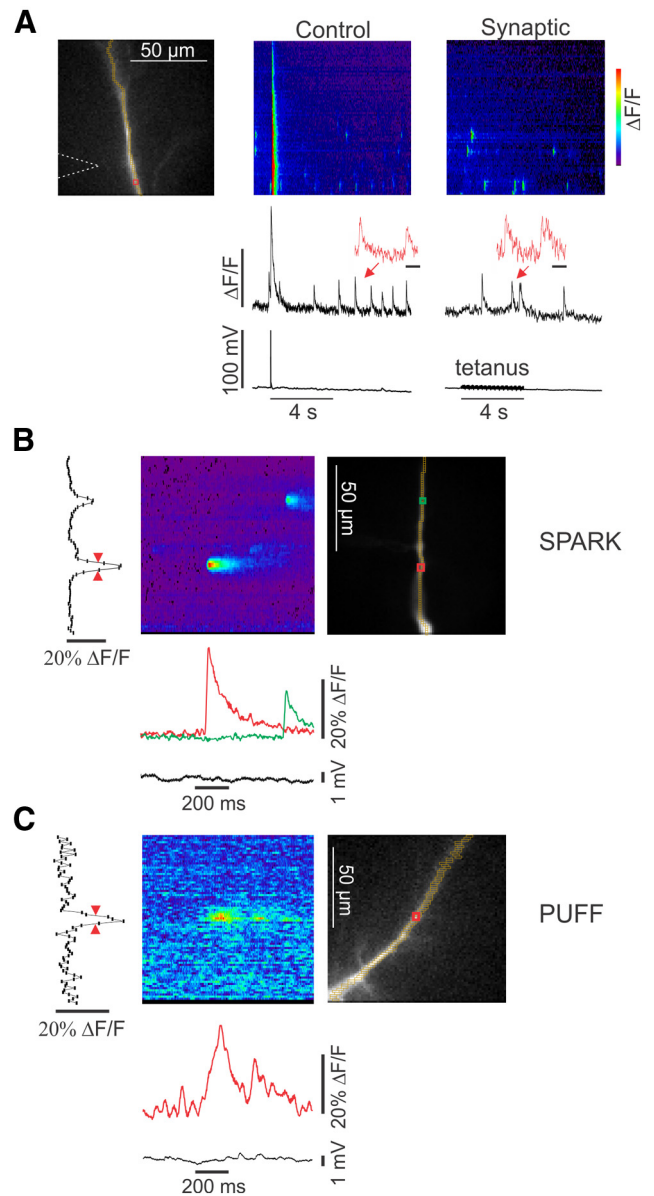 A
Control
Synaptic
50 µm
ΔF/F
ΔF/F
100 mV
tetanus
4 s
4 s
B
50 µm
SPARK
20% ΔF/F
20% ΔF/F
1 mV
200 ms
C
50 µm
PUFF
20% ΔF/F
20% ΔF/F
1 mV
200 ms